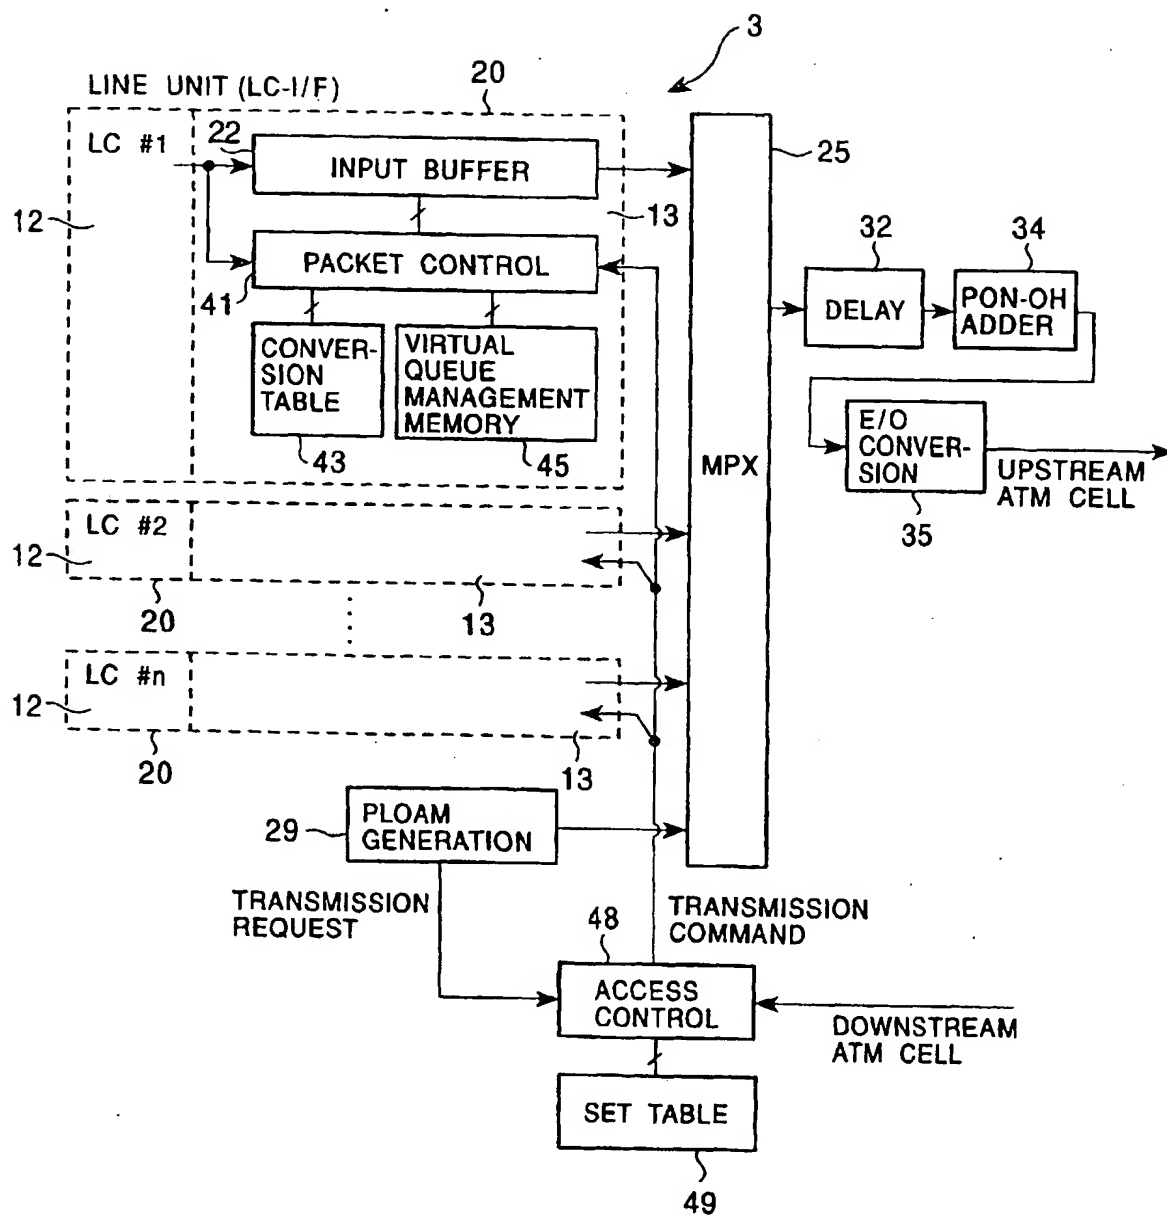 3
LINE UNIT (LC-I/F)
20
LC #1
22
INPUT BUFFER
25
12
13
PACKET CONTROL
41
32
34
DELAY
PON-OH
ADDER
CONVER-
SION
TABLE
VIRTUAL
QUEUE
MANAGEMENT
MEMORY
43
45
MPX
E/O
CONVER-
SION
UPSTREAM
ATM CELL
35
LC #2
12
20
13
LC #n
12
20
13
PLOAM
GENERATION
29
TRANSMISSION
REQUEST
TRANSMISSION
COMMAND
48
ACCESS
CONTROL
DOWNSTREAM
ATM CELL
SET TABLE
49